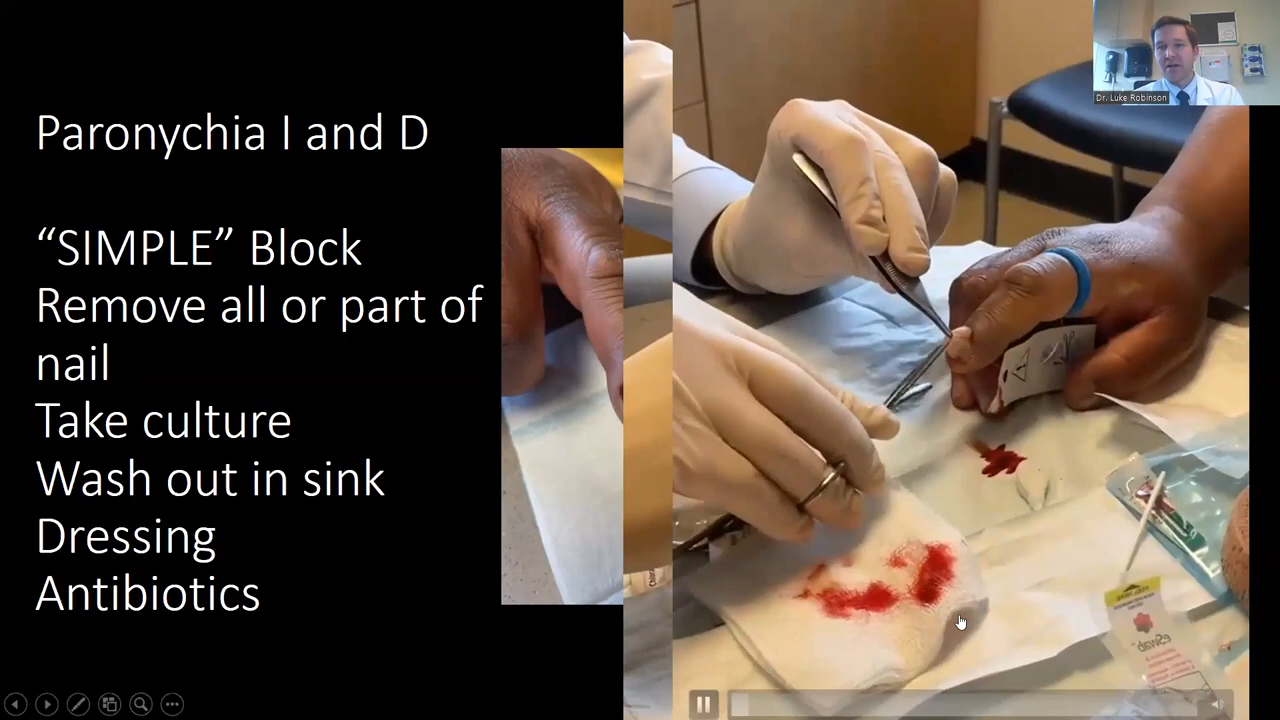 Paronychia I and D
“SIMPLE” Block
Remove all or part of
nail
Take culture
Wash out in sink
Dressing
Antibiotics
Dr. Luke Robinson
eSwab